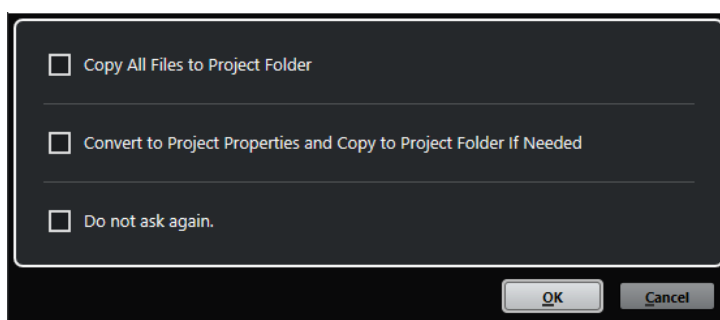 Copy All Files to Project Folder
Convert to Project Properties and Copy to Project Folder If Needed
Do not ask again.
OK
Cancel